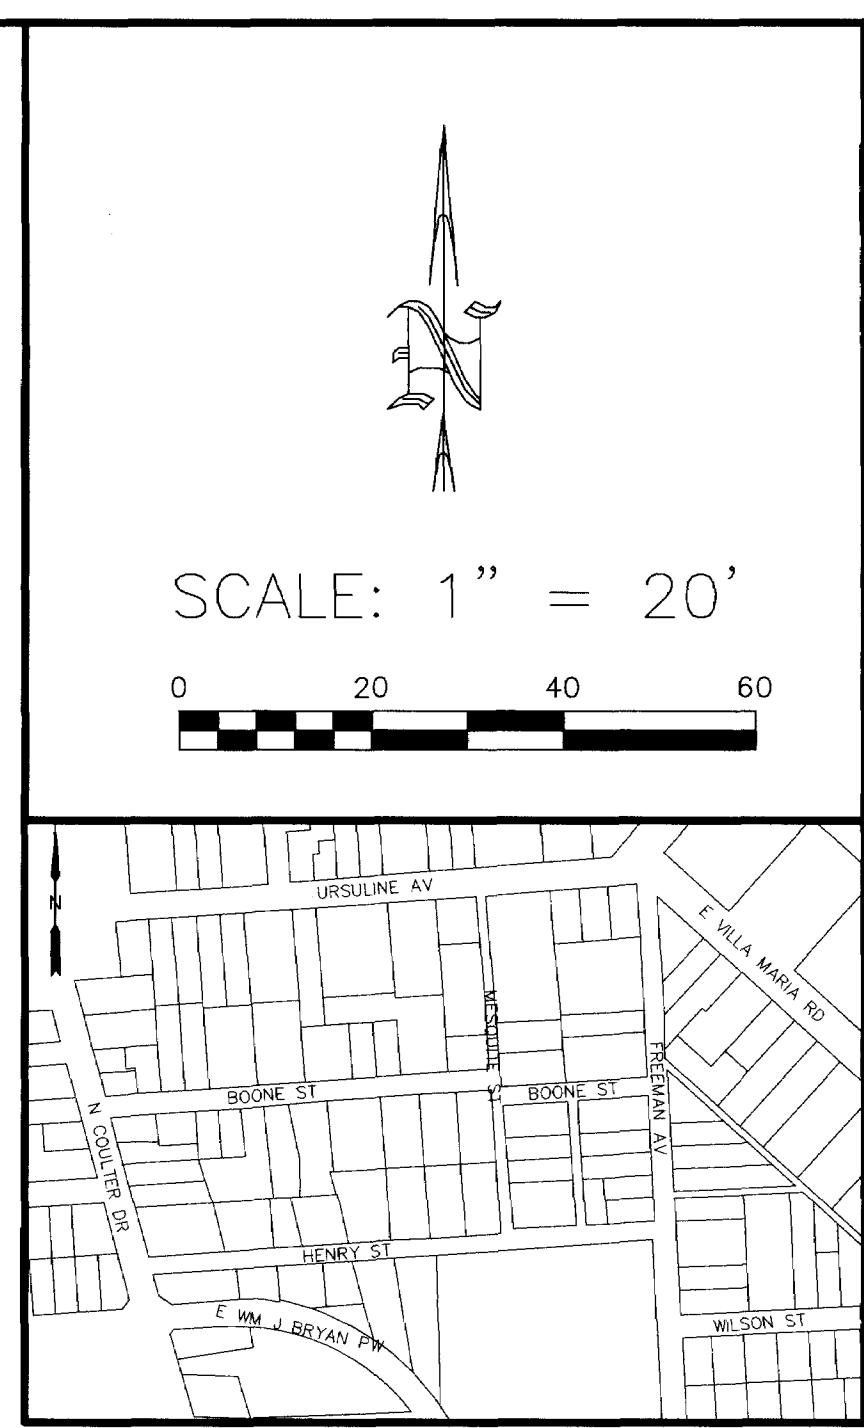 N
SCALE: 1" = 20'
0 20 40 60
N
URSULINE AV
E VILLA MARIA RD
MESQUITE ST
FREEMAN AV
BOONE ST
BOONE ST
N COULTER DR
HENRY ST
E WM J BRYAN PW
WILSON ST